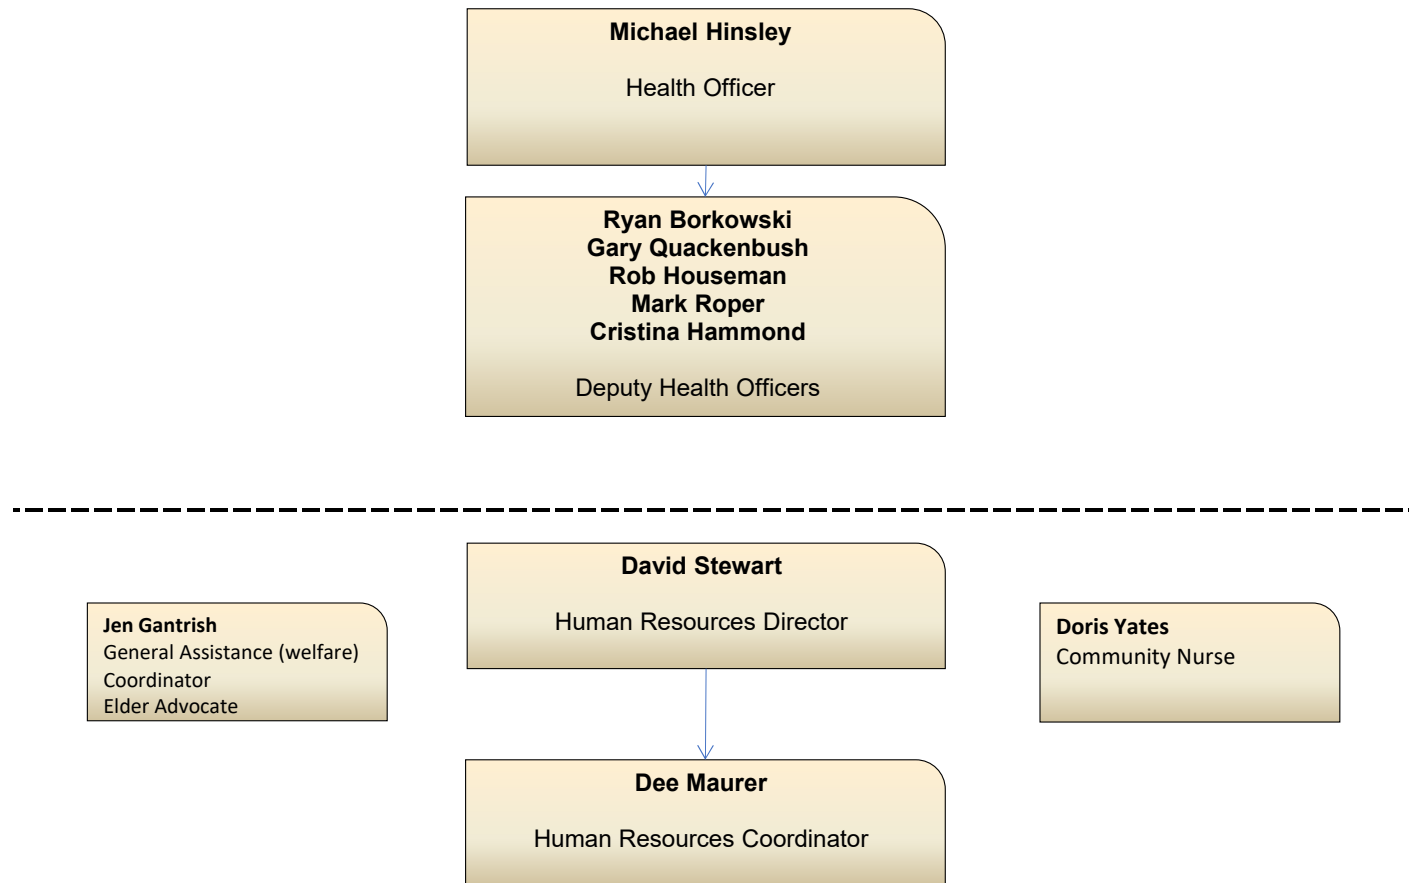 Michael Hinsley
Health Officer
Ryan Borkowski
Gary Quackenbush
Rob Houseman
Mark Roper
Cristina Hammond
Deputy Health Officers
David Stewart
Human Resources Director
Jen Gantrish
General Assistance (welfare)
Coordinator
Elder Advocate
Doris Yates
Community Nurse
Dee Maurer
Human Resources Coordinator